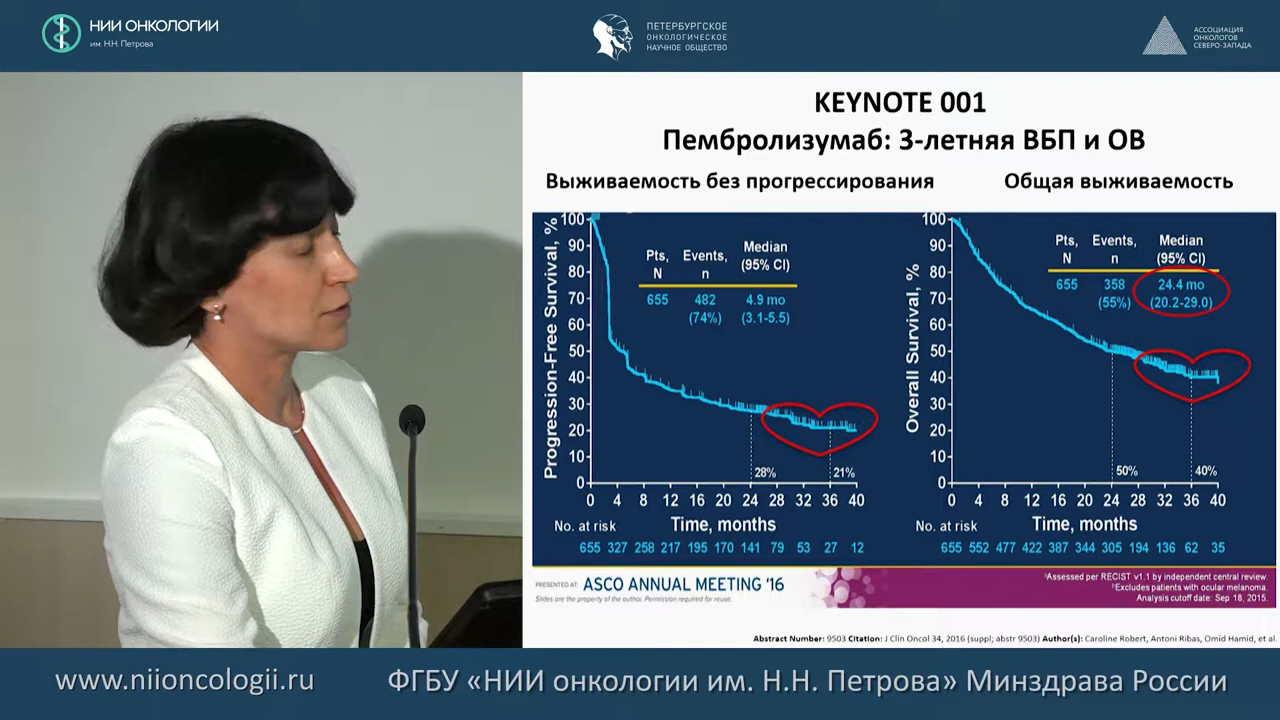 НИИ ОНКОЛОГИИ
им. Н.Н. Петрова
ПЕТЕРБУРГСКОЕ
ОНКОЛОГИЧЕСКОЕ
НАУЧНОЕ ОБЩЕСТВО
АССОЦИАЦИЯ
ОНКОЛОГОВ
СЕВЕРО-ЗАПАДА
KEYNOTE 001
Пембролизумаб: 3-летняя ВБП и ОВ
Выживаемость без прогрессирования
Общая выживаемость
Progression-Free Survival, %
100
90
80
70
60
50
40
30
20
10
0
Pts, Events, Median
N n (95% CI)
655 482 4.9 mo
(74%) (3.1-5.5)
28% 21%
0 4 8 12 16 20 24 28 32 36 40
No. at risk Time, months
655 327 258 217 195 170 141 79 53 27 12
Overall Survival, %
100
90
80
70
60
50
40
30
20
10
0
Pts, Events, Median
N n (95% CI)
655 358 24.4 mo
(55%) (20.2-29.0)
50% 40%
0 4 8 12 16 20 24 28 32 36 40
No. at risk Time, months
655 552 477 422 387 344 305 194 136 62 35
PRESENTED AT: ASCO ANNUAL MEETING '16
Slides are the property of the author. Permission required for reuse.
Assessed per RECIST v1.1 by independent central review.
Excludes patients with ocular melanoma.
Analysis cutoff date: Sep 18, 2015.
Abstract Number: 9503 Citation: J Clin Oncol 34, 2016 (suppl; abstr 9503) Author(s): Caroline Robert, Antoni Ribas, Omid Hamid, et al.
www.niioncologii.ru
ФГБУ «НИИ онкологии им. Н.Н. Петрова» Минздрава России